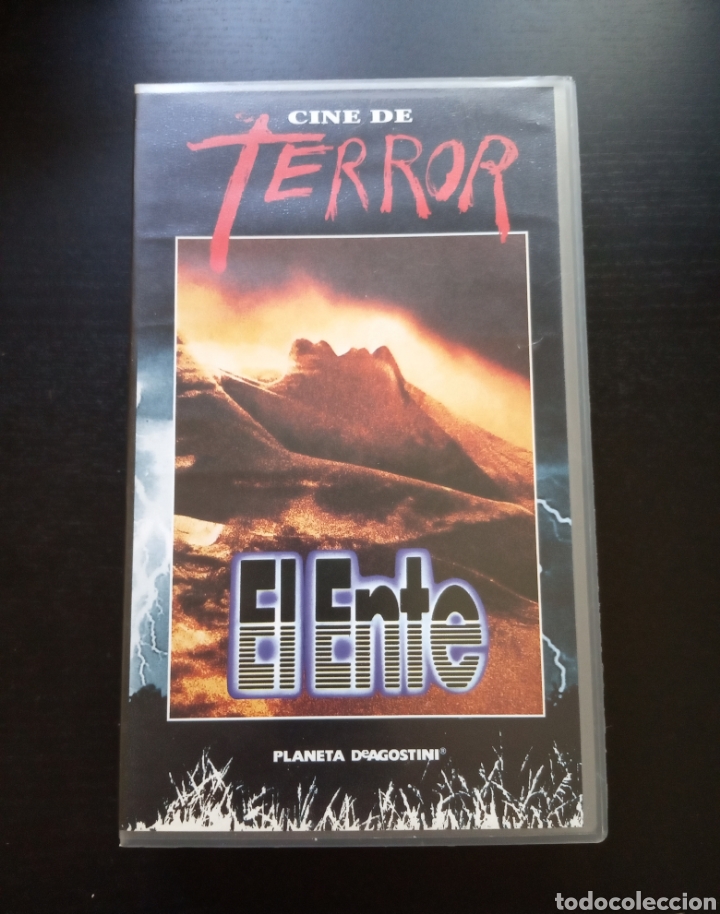 CINE DE
TERROR
El Ente
PLANETA DeAGOSTINI®
todocoleccion